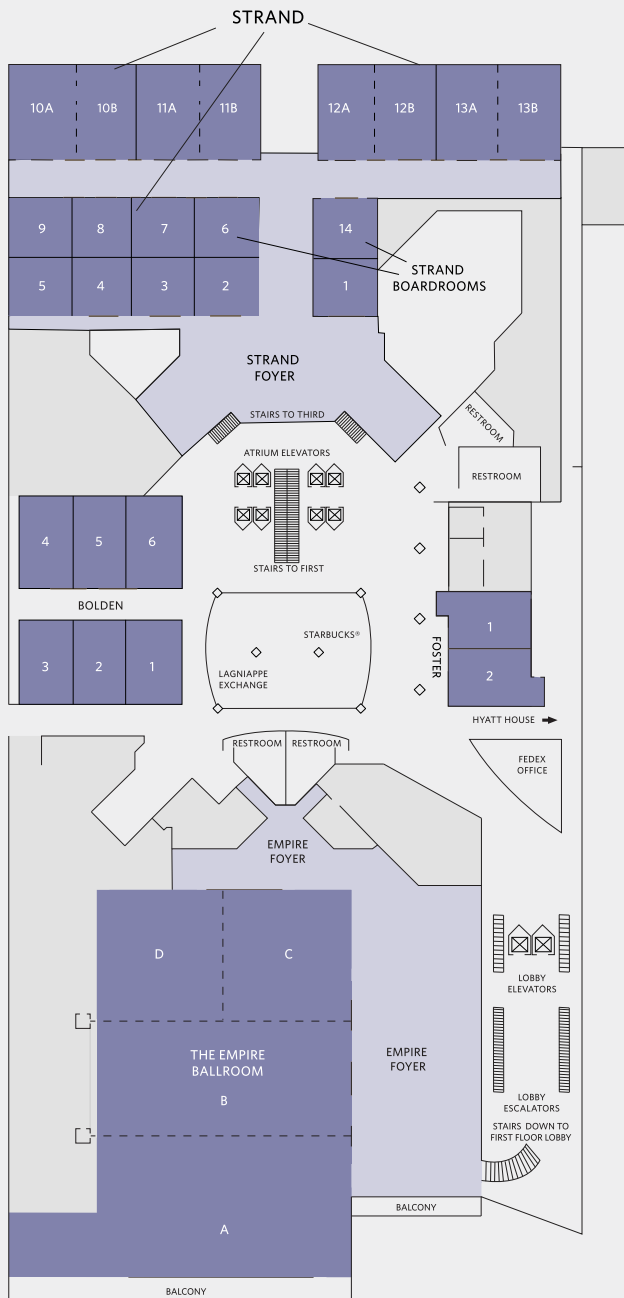 STRAND
10A
10B
11A
11B
12A
12B
13A
13B
9
8
7
6
14
STRAND
BOARDROOMS
5
4
3
2
1
STRAND
FOYER
STAIRS TO THIRD
RESTROOM
ATRIUM ELEVATORS
RESTROOM
4
5
6
STAIRS TO FIRST
BOLDEN
STARBUCKS®
LAGNIAPPE
EXCHANGE
FOSTER
1
2
3
2
1
HYATT HOUSE
RESTROOM
RESTROOM
FEDEX
OFFICE
EMPIRE
FOYER
D
C
LOBBY
ELEVATORS
THE EMPIRE
BALLROOM
B
EMPIRE
FOYER
LOBBY
ESCALATORS
STAIRS DOWN TO
FIRST FLOOR LOBBY
A
BALCONY
BALCONY